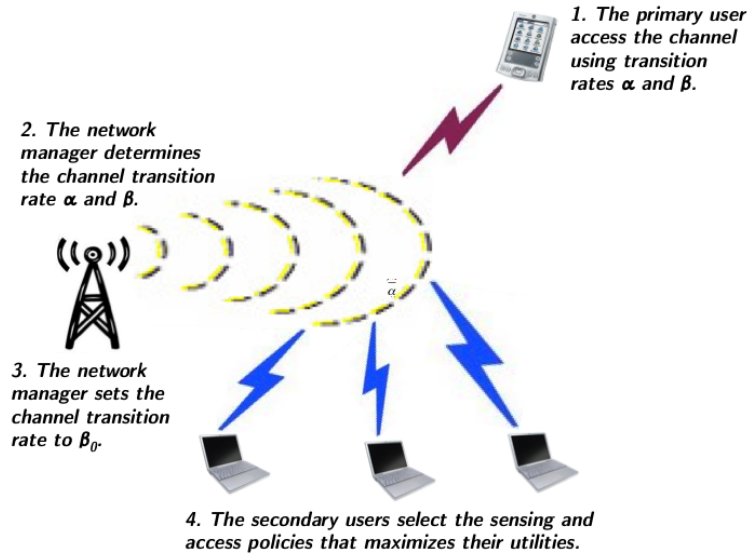 1. The primary user
access the channel
using transition
rates α and β.
2. The network
manager determines
the channel transition
rate α and β.
α
3. The network
manager sets the
channel transition
rate to β₀.
4. The secondary users select the sensing and
access policies that maximizes their utilities.